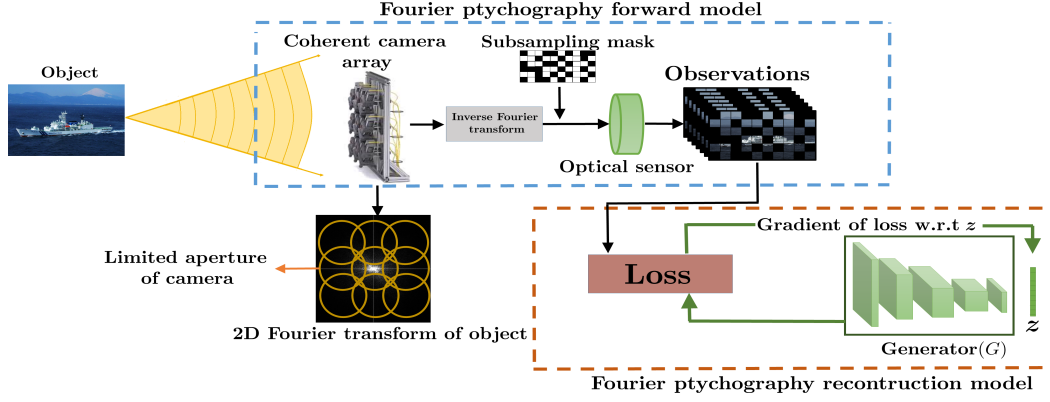 Fourier ptychography forward model
Object
Coherent camera
array
Subsampling mask
Inverse Fourier
transform
Optical sensor
Observations
Limited aperture
of camera
2D Fourier transform of object
Loss
Gradient of loss w.r.t z
z
Generator(G)
Fourier ptychography recontruction model